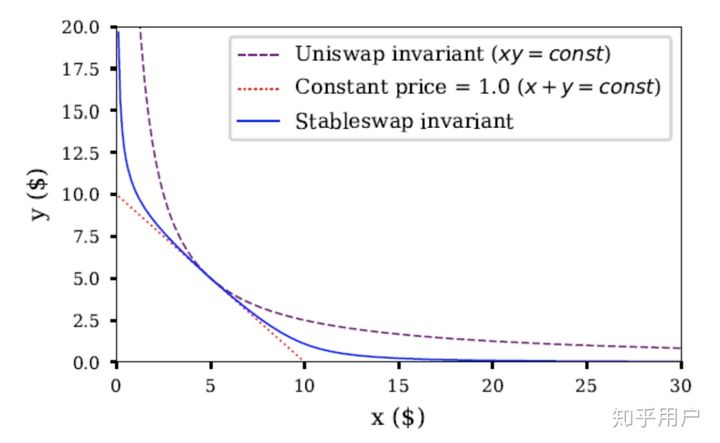 20.0
17.5
15.0
12.5
10.0
7.5
5.0
2.5
0.0
y ($)
Uniswap invariant (xy = const)
Constant price = 1.0 (x + y = const)
Stableswap invariant
0 5 10 15 20 25 30
x ($)
知乎用户